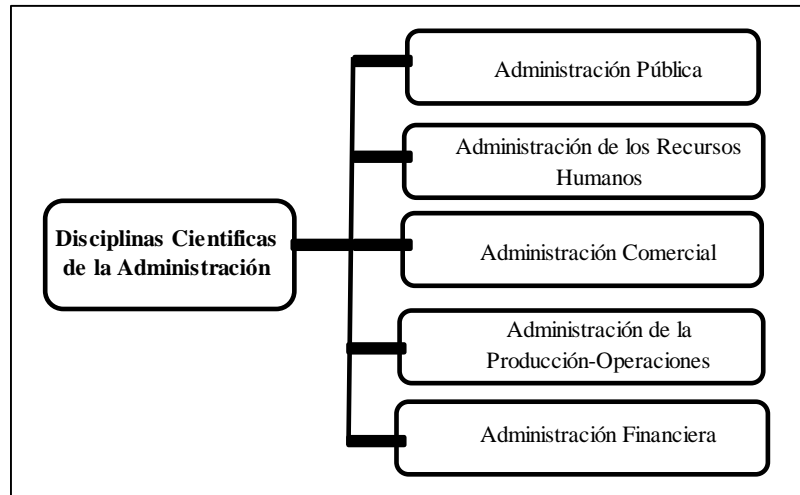 Administración Pública
Administración de los Recursos
Humanos
Disciplinas Cientificas
de la Administración
Administración Comercial
Administración de la
Producción-Operaciones
Administración Financiera